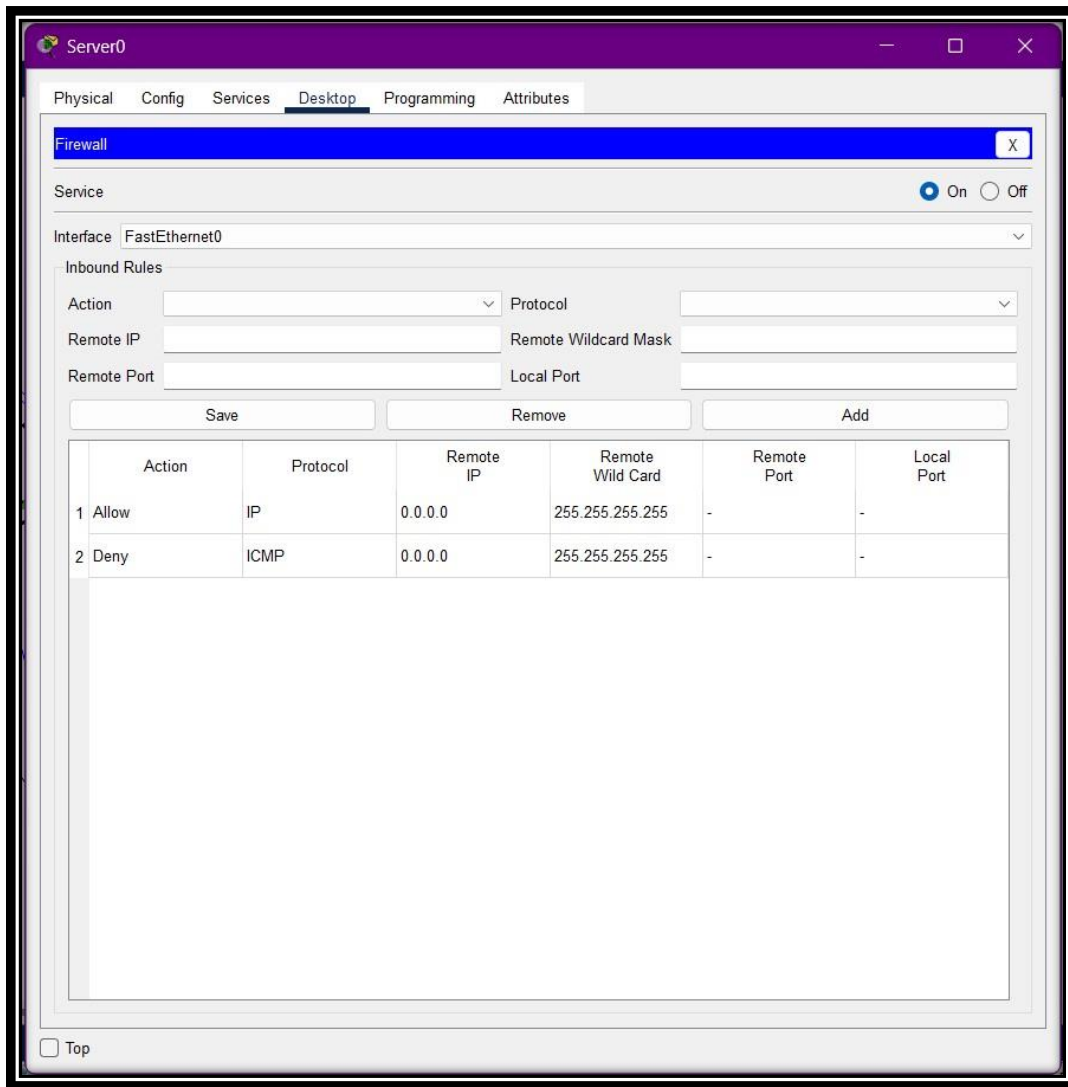 Server0
Physical Config Services Desktop Programming Attributes
Firewall X
Service On Off
Interface FastEthernet0
Inbound Rules
Action Protocol
Remote IP Remote Wildcard Mask
Remote Port Local Port
Save Remove Add
Action Protocol Remote IP Remote Wild Card Remote Port Local Port
1 Allow IP 0.0.0.0 255.255.255.255 - -
2 Deny ICMP 0.0.0.0 255.255.255.255 - -
Top